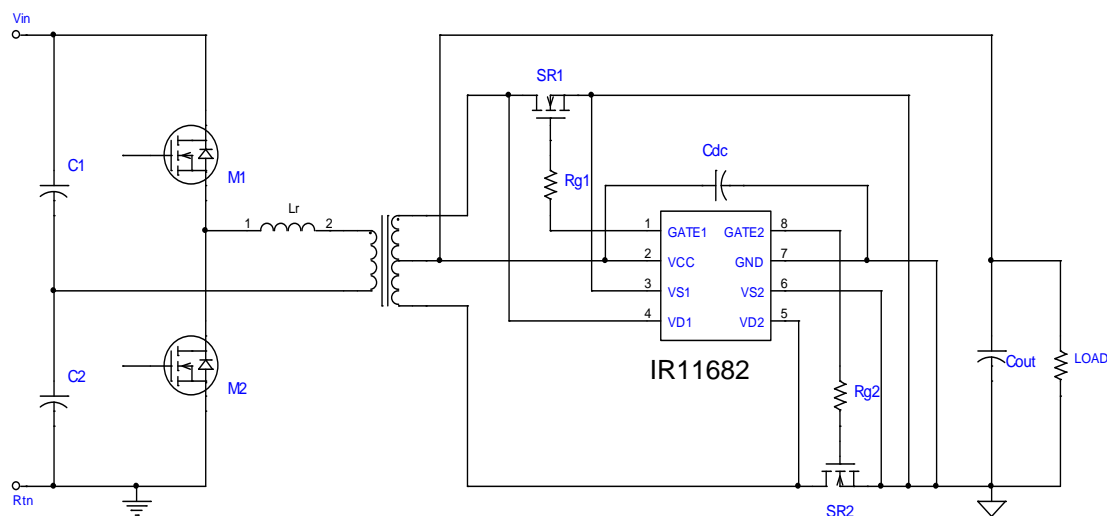 Vin
SR1
C1
M1
Rg1
Cdc
Lr
1 2
1 GATE1 GATE2 8
2 VCC GND 7
3 VS1 VS2 6
4 VD1 VD2 5
IR11682
C2
M2
Rg2
Cout
LOAD
Rtn
SR2